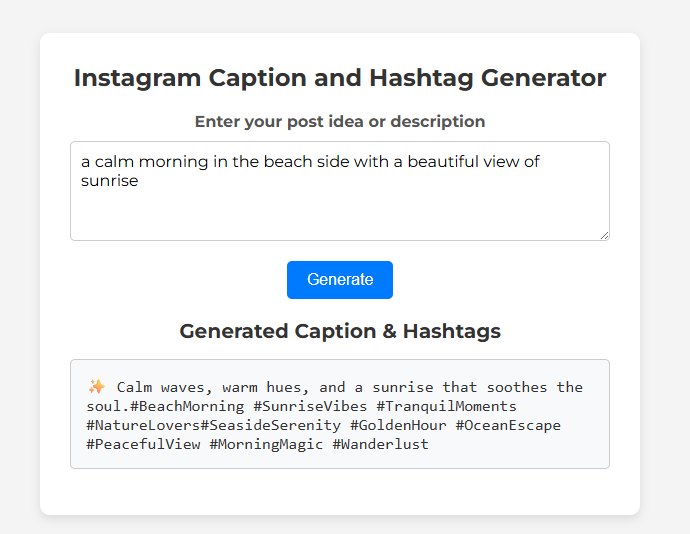 Instagram Caption and Hashtag Generator
Enter your post idea or description
a calm morning in the beach side with a beautiful view of
sunrise
Generate
Generated Caption & Hashtags
✨ Calm waves, warm hues, and a sunrise that soothes the
soul.#BeachMorning #SunriseVibes #TranquilMoments
#NatureLovers#SeasideSerenity #GoldenHour #OceanEscape
#PeacefulView #MorningMagic #Wanderlust